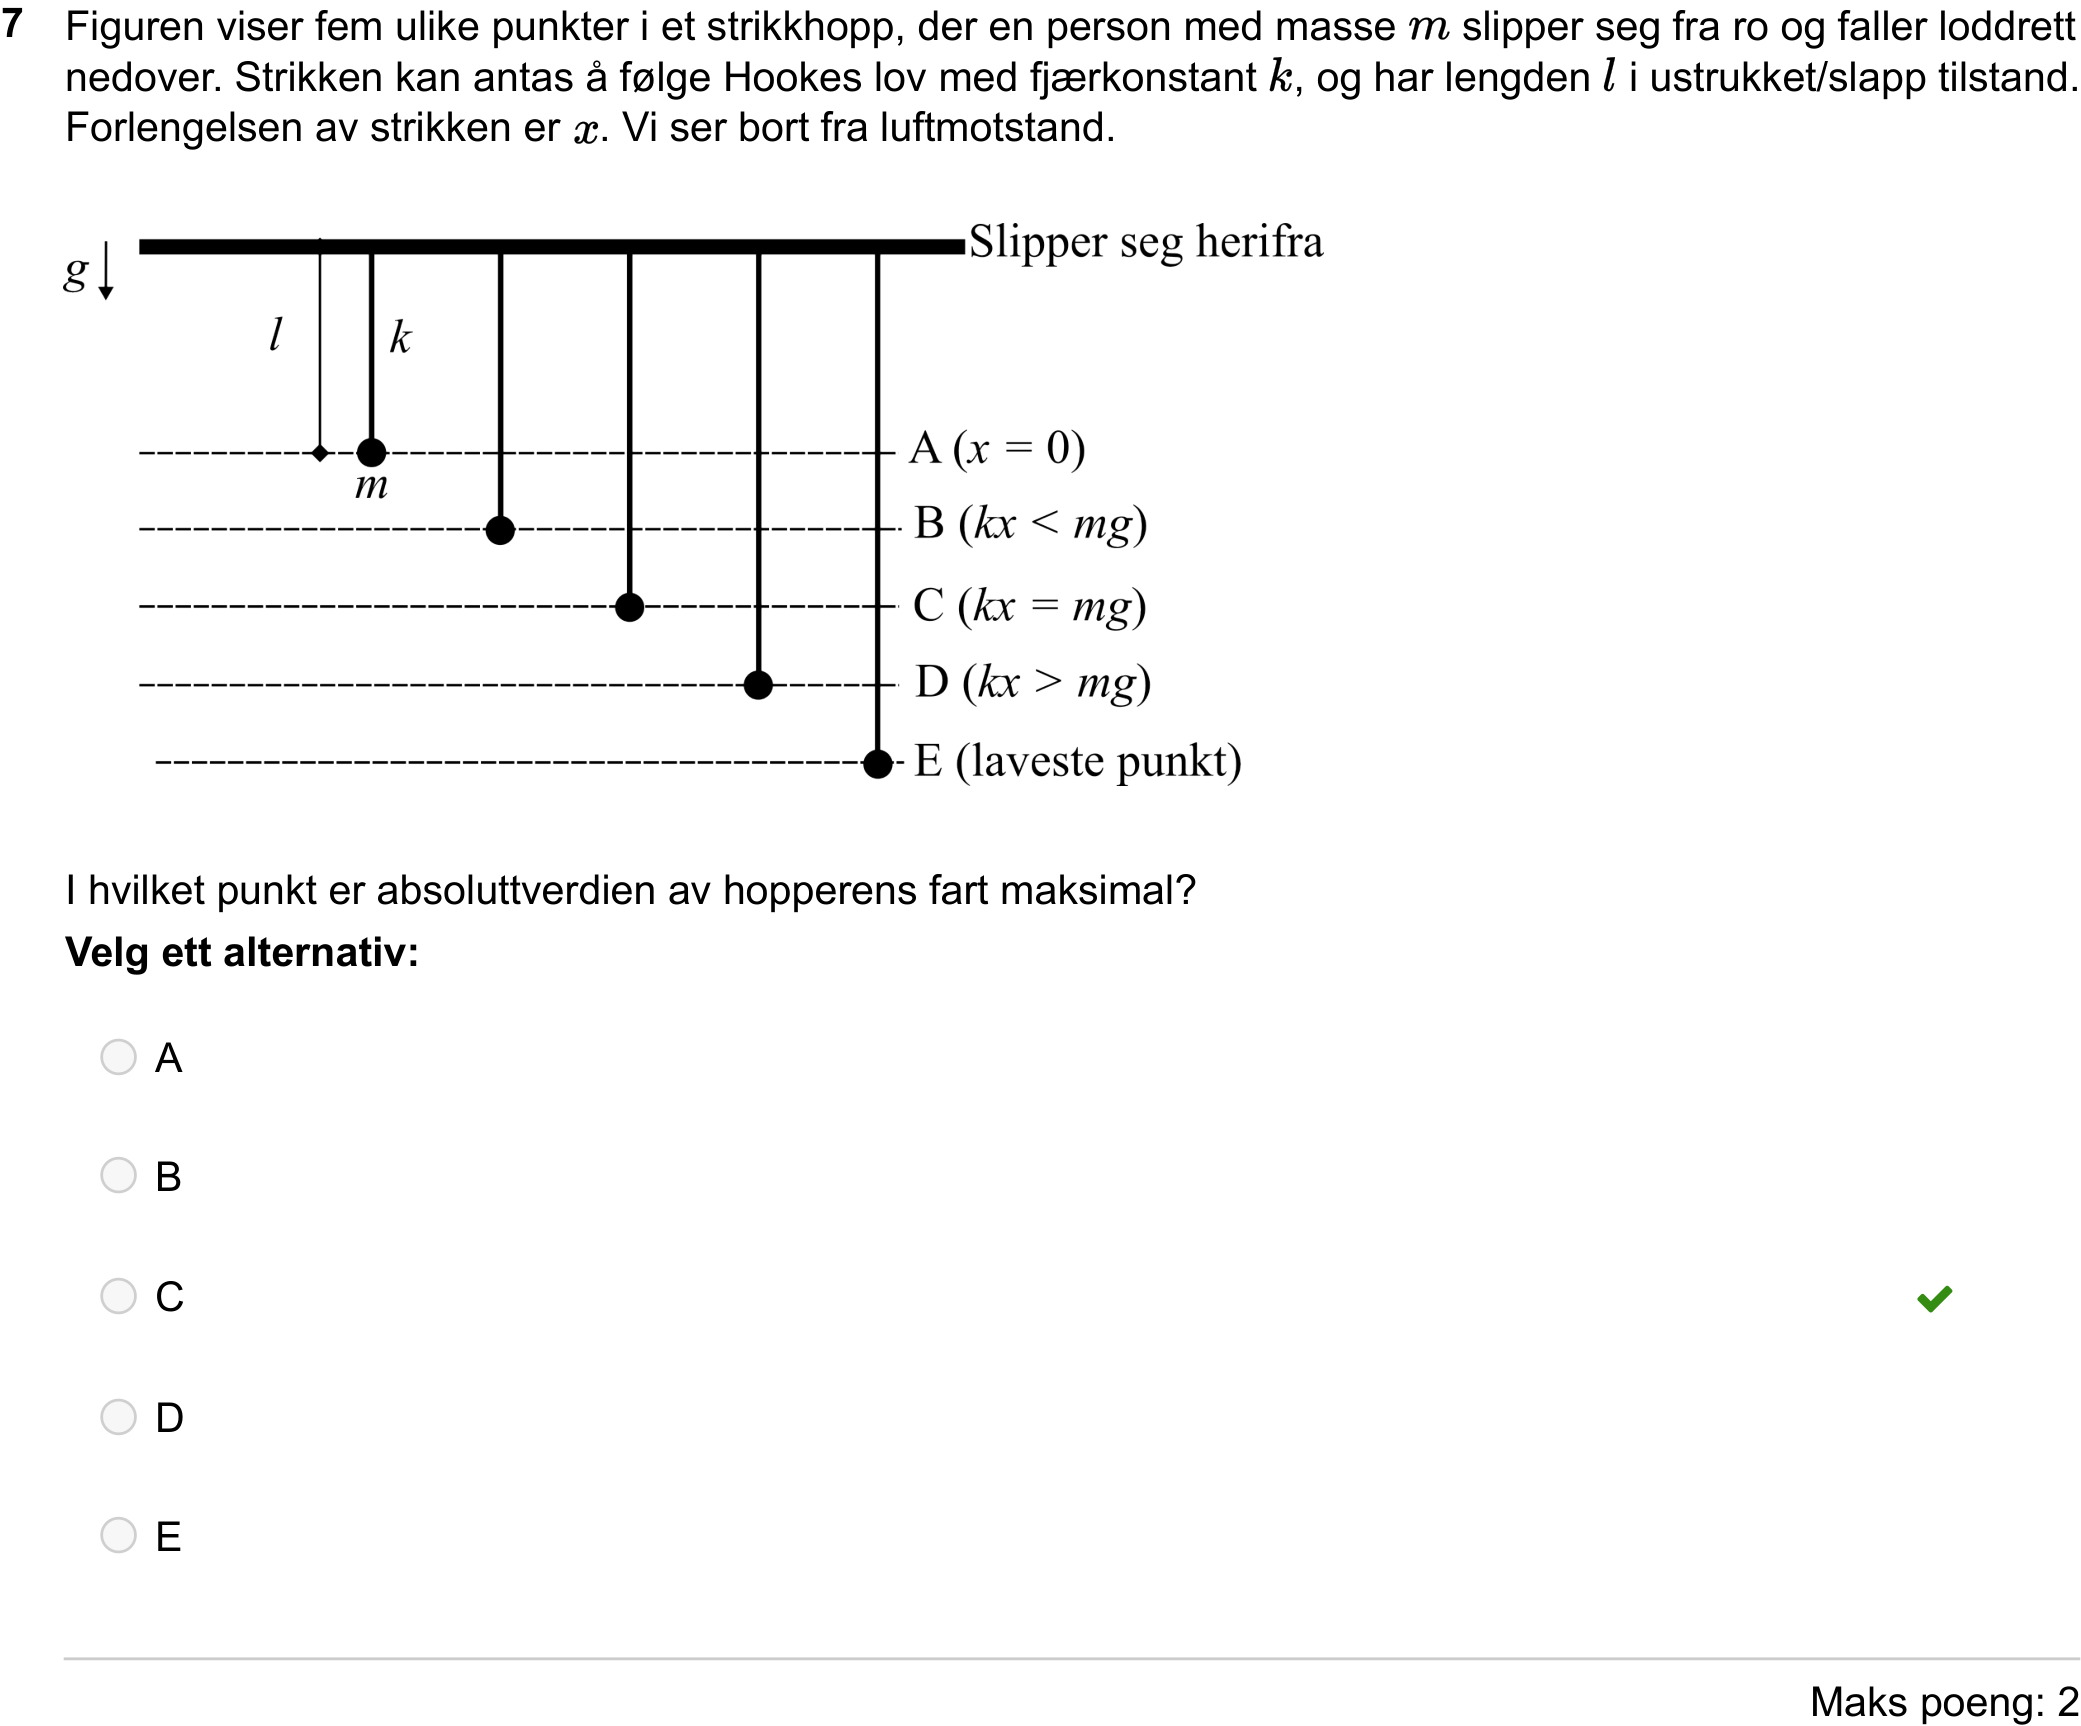 7 Figuren viser fem ulike punkter i et strikkhopp, der en person med masse m slipper seg fra ro og faller loddrett
nedover. Strikken kan antas å følge Hookes lov med fjærkonstant k, og har lengden l i ustrukket/slapp tilstand.
Forlengelsen av strikken er x. Vi ser bort fra luftmotstand.
Slipper seg herifra
g
l k
A (x = 0)
m
B (kx < mg)
C (kx = mg)
D (kx > mg)
E (laveste punkt)
I hvilket punkt er absoluttverdien av hopperens fart maksimal?
Velg ett alternativ:
A
B
C
D
E
Maks poeng: 2